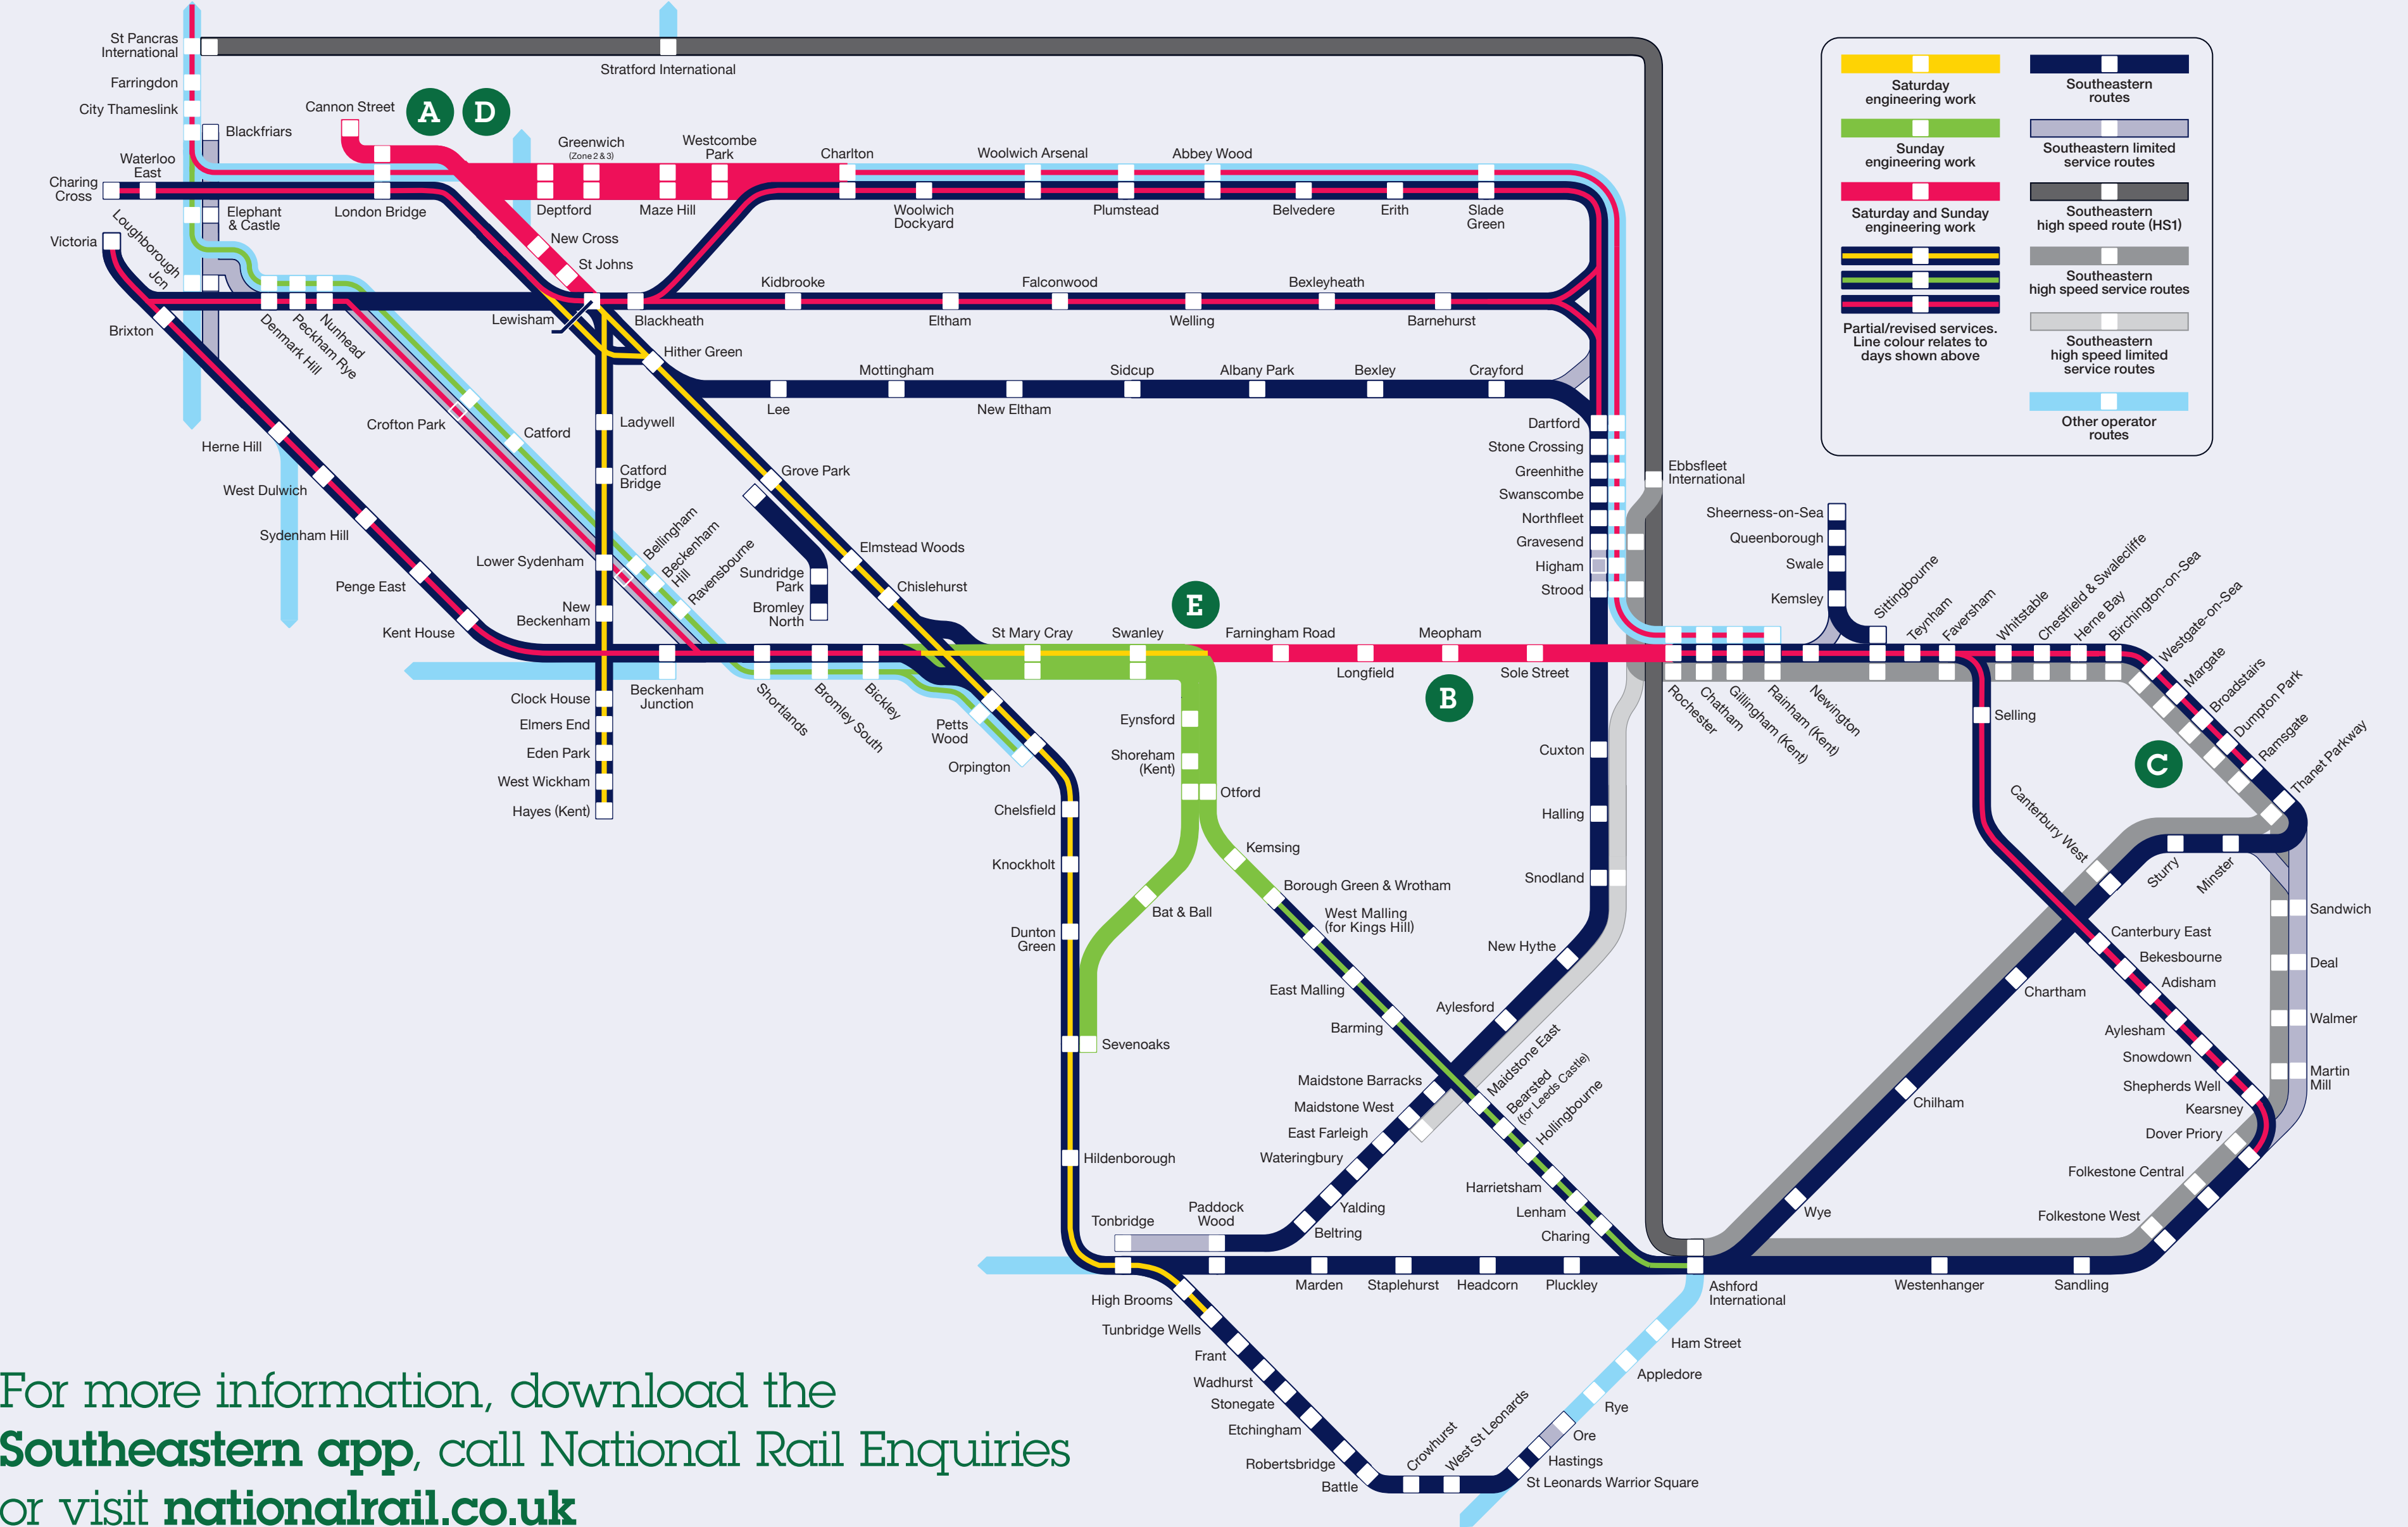 St Pancras
International
Stratford International
Farringdon
City Thameslink
Blackfriars
Cannon Street
A
D
Waterloo
East
Charing
Cross
Elephant
& Castle
London Bridge
Loughborough
Jcn
Victoria
Greenwich
(Zone 2 & 3)
Westcombe
Park
Charlton
Woolwich Arsenal
Abbey Wood
Deptford
Maze Hill
Woolwich
Dockyard
Plumstead
Belvedere
Erith
Slade
Green
New Cross
St Johns
Lewisham
Blackheath
Kidbrooke
Eltham
Falconwood
Welling
Bexleyheath
Barnehurst
Brixton
Denmark Hill
Peckham Rye
Nunhead
Hither Green
Lee
Mottingham
New Eltham
Sidcup
Albany Park
Bexley
Crayford
Crofton Park
Catford
Ladywell
Catford
Bridge
Herne Hill
West Dulwich
Sydenham Hill
Penge East
Kent House
Lower Sydenham
New
Beckenham
Bellingham
Beckenham
Hill
Ravensbourne
Grove Park
Sundridge
Park
Bromley
North
Elmstead Woods
Chislehurst
Dartford
Stone Crossing
Greenhithe
Swanscombe
Northfleet
Gravesend
Higham
Strood
Ebbsfleet
International
Saturday
engineering work
Sunday
engineering work
Saturday and Sunday
engineering work
Partial/revised services.
Line colour relates to
days shown above
Southeastern
routes
Southeastern limited
service routes
Southeastern
high speed route (HS1)
Southeastern
high speed service routes
Southeastern
high speed limited
service routes
Other operator
routes
Sheerness-on-Sea
Queenborough
Swale
Kemsley
Sittingbourne
Teynham
Faversham
Whitstable
Chestfield & Swalecliffe
Herne Bay
Birchington-on-Sea
Westgate-on-Sea
Margate
Broadstairs
Dumpton Park
Ramsgate
Thanet Parkway
E
St Mary Cray
Swanley
Farningham Road
Longfield
Meopham
Sole Street
B
Rochester
Chatham
Gillingham (Kent)
Rainham (Kent)
Newington
Selling
C
Clock House
Elmers End
Eden Park
West Wickham
Hayes (Kent)
Beckenham
Junction
Shortlands
Bromley South
Bickley
Petts
Wood
Orpington
Chelsfield
Knockholt
Dunton
Green
Sevenoaks
Hildenborough
Eynsford
Shoreham
(Kent)
Otford
Bat & Ball
Kemsing
Borough Green & Wrotham
West Malling
(for Kings Hill)
East Malling
Barming
Maidstone East
Bearsted
(for Leeds Castle)
Hollingbourne
Harrietsham
Lenham
Charing
Cuxton
Halling
Snodland
New Hythe
Aylesford
Maidstone Barracks
Maidstone West
East Farleigh
Wateringbury
Yalding
Beltring
Tonbridge
Paddock
Wood
Marden
Staplehurst
Headcorn
Pluckley
Ashford
International
Westenhanger
Sandling
Wye
Chilham
Chartham
Canterbury West
Sturry
Minster
Canterbury East
Bekesbourne
Adisham
Aylesham
Snowdown
Shepherds Well
Kearsney
Dover Priory
Folkestone Central
Folkestone West
Sandwich
Deal
Walmer
Martin
Mill
High Brooms
Tunbridge Wells
Frant
Wadhurst
Stonegate
Etchingham
Robertsbridge
Battle
Crowhurst
West St Leonards
St Leonards Warrior Square
Hastings
Ore
Rye
Appledore
Ham Street
For more information, download the
Southeastern app, call National Rail Enquiries
or visit nationalrail.co.uk